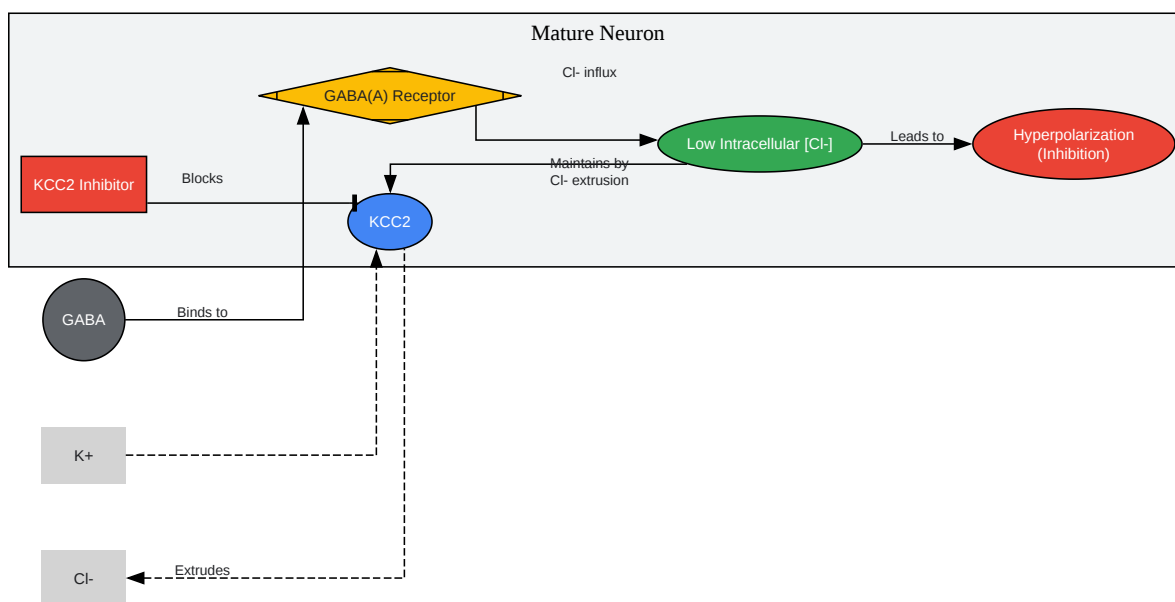 Mature Neuron
Cl- influx
GABA(A) Receptor
Low Intracellular [Cl-]
Leads to
Hyperpolarization
(Inhibition)
Maintains by
Cl- extrusion
KCC2 Inhibitor
Blocks
KCC2
GABA
Binds to
K+
Cl-
Extrudes